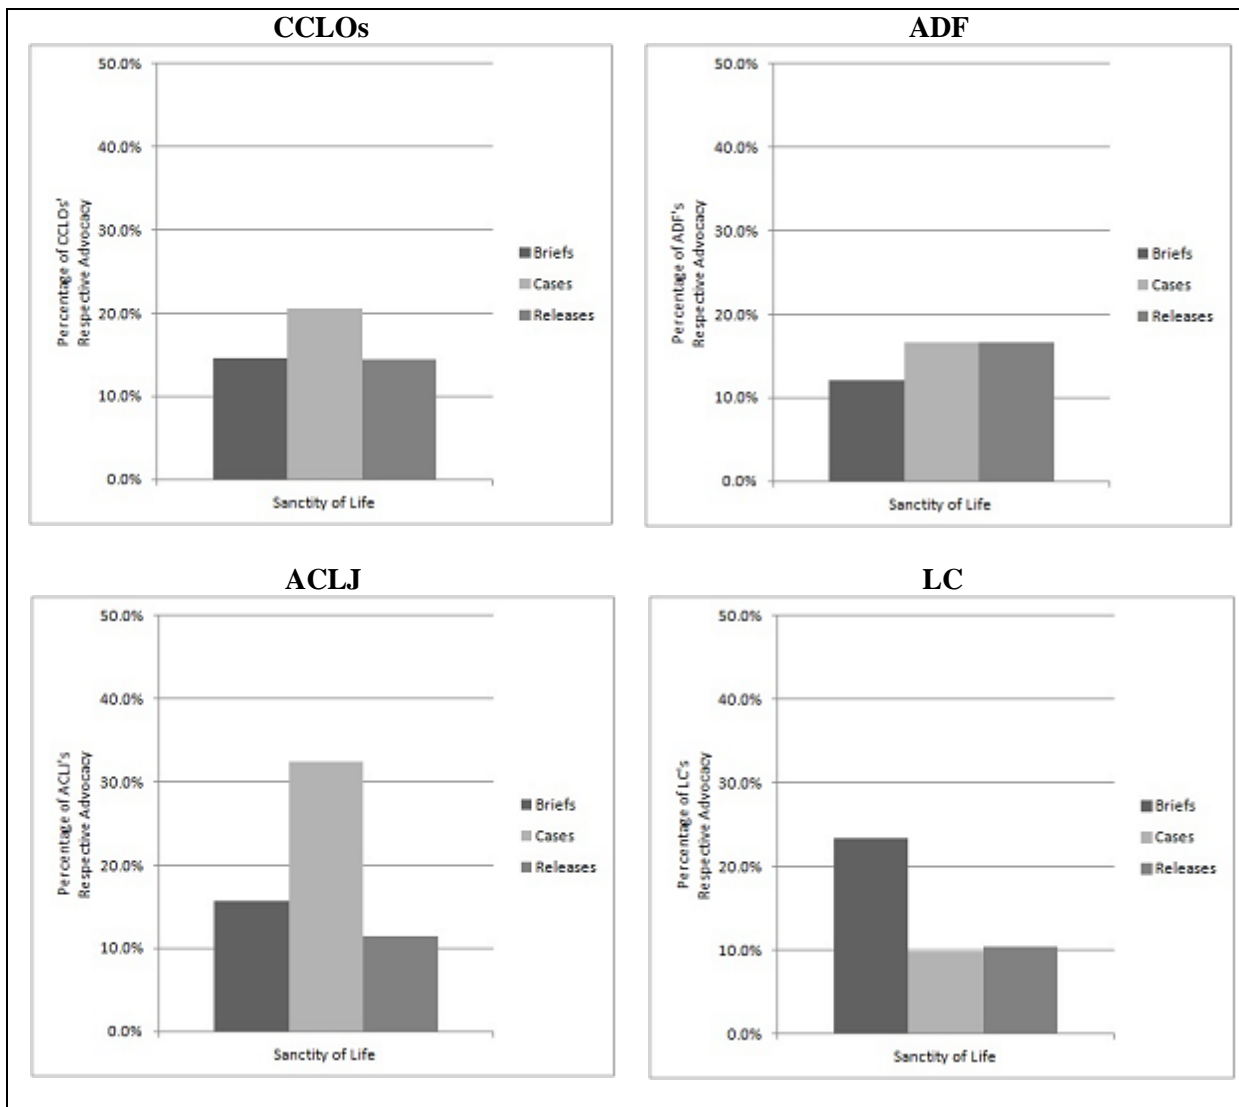 CCLOs
50.0%
40.0%
30.0%
20.0%
10.0%
0.0%
Percentage of CCLOs'
Respective Advocacy
Briefs
Cases
Releases
Sanctity of Life
ADF
50.0%
40.0%
30.0%
20.0%
10.0%
0.0%
Percentage of ADF's
Respective Advocacy
Briefs
Cases
Releases
Sanctity of Life
ACLJ
50.0%
40.0%
30.0%
20.0%
10.0%
0.0%
Percentage of ACLJ's
Respective Advocacy
Briefs
Cases
Releases
Sanctity of Life
LC
50.0%
40.0%
30.0%
20.0%
10.0%
0.0%
Percentage of LC's
Respective Advocacy
Briefs
Cases
Releases
Sanctity of Life